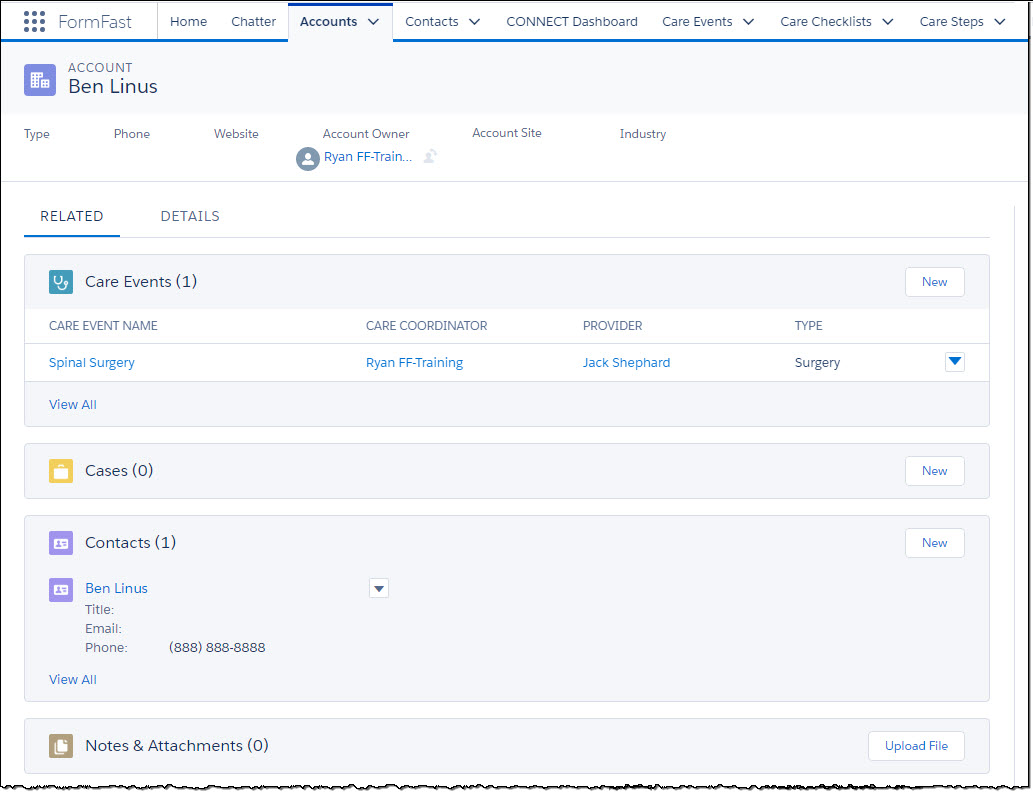 FormFast Home Chatter Accounts Contacts CONNECT Dashboard Care Events Care Checklists Care Steps
ACCOUNT
Ben Linus
Type Phone Website Account Owner Account Site Industry
Ryan FF-Train...
RELATED DETAILS
Care Events (1) New
CARE EVENT NAME CARE COORDINATOR PROVIDER TYPE
Spinal Surgery Ryan FF-Training Jack Shephard Surgery
View All
Cases (0) New
Contacts (1) New
Ben Linus
Title:
Email:
Phone: (888) 888-8888
View All
Notes & Attachments (0) Upload File